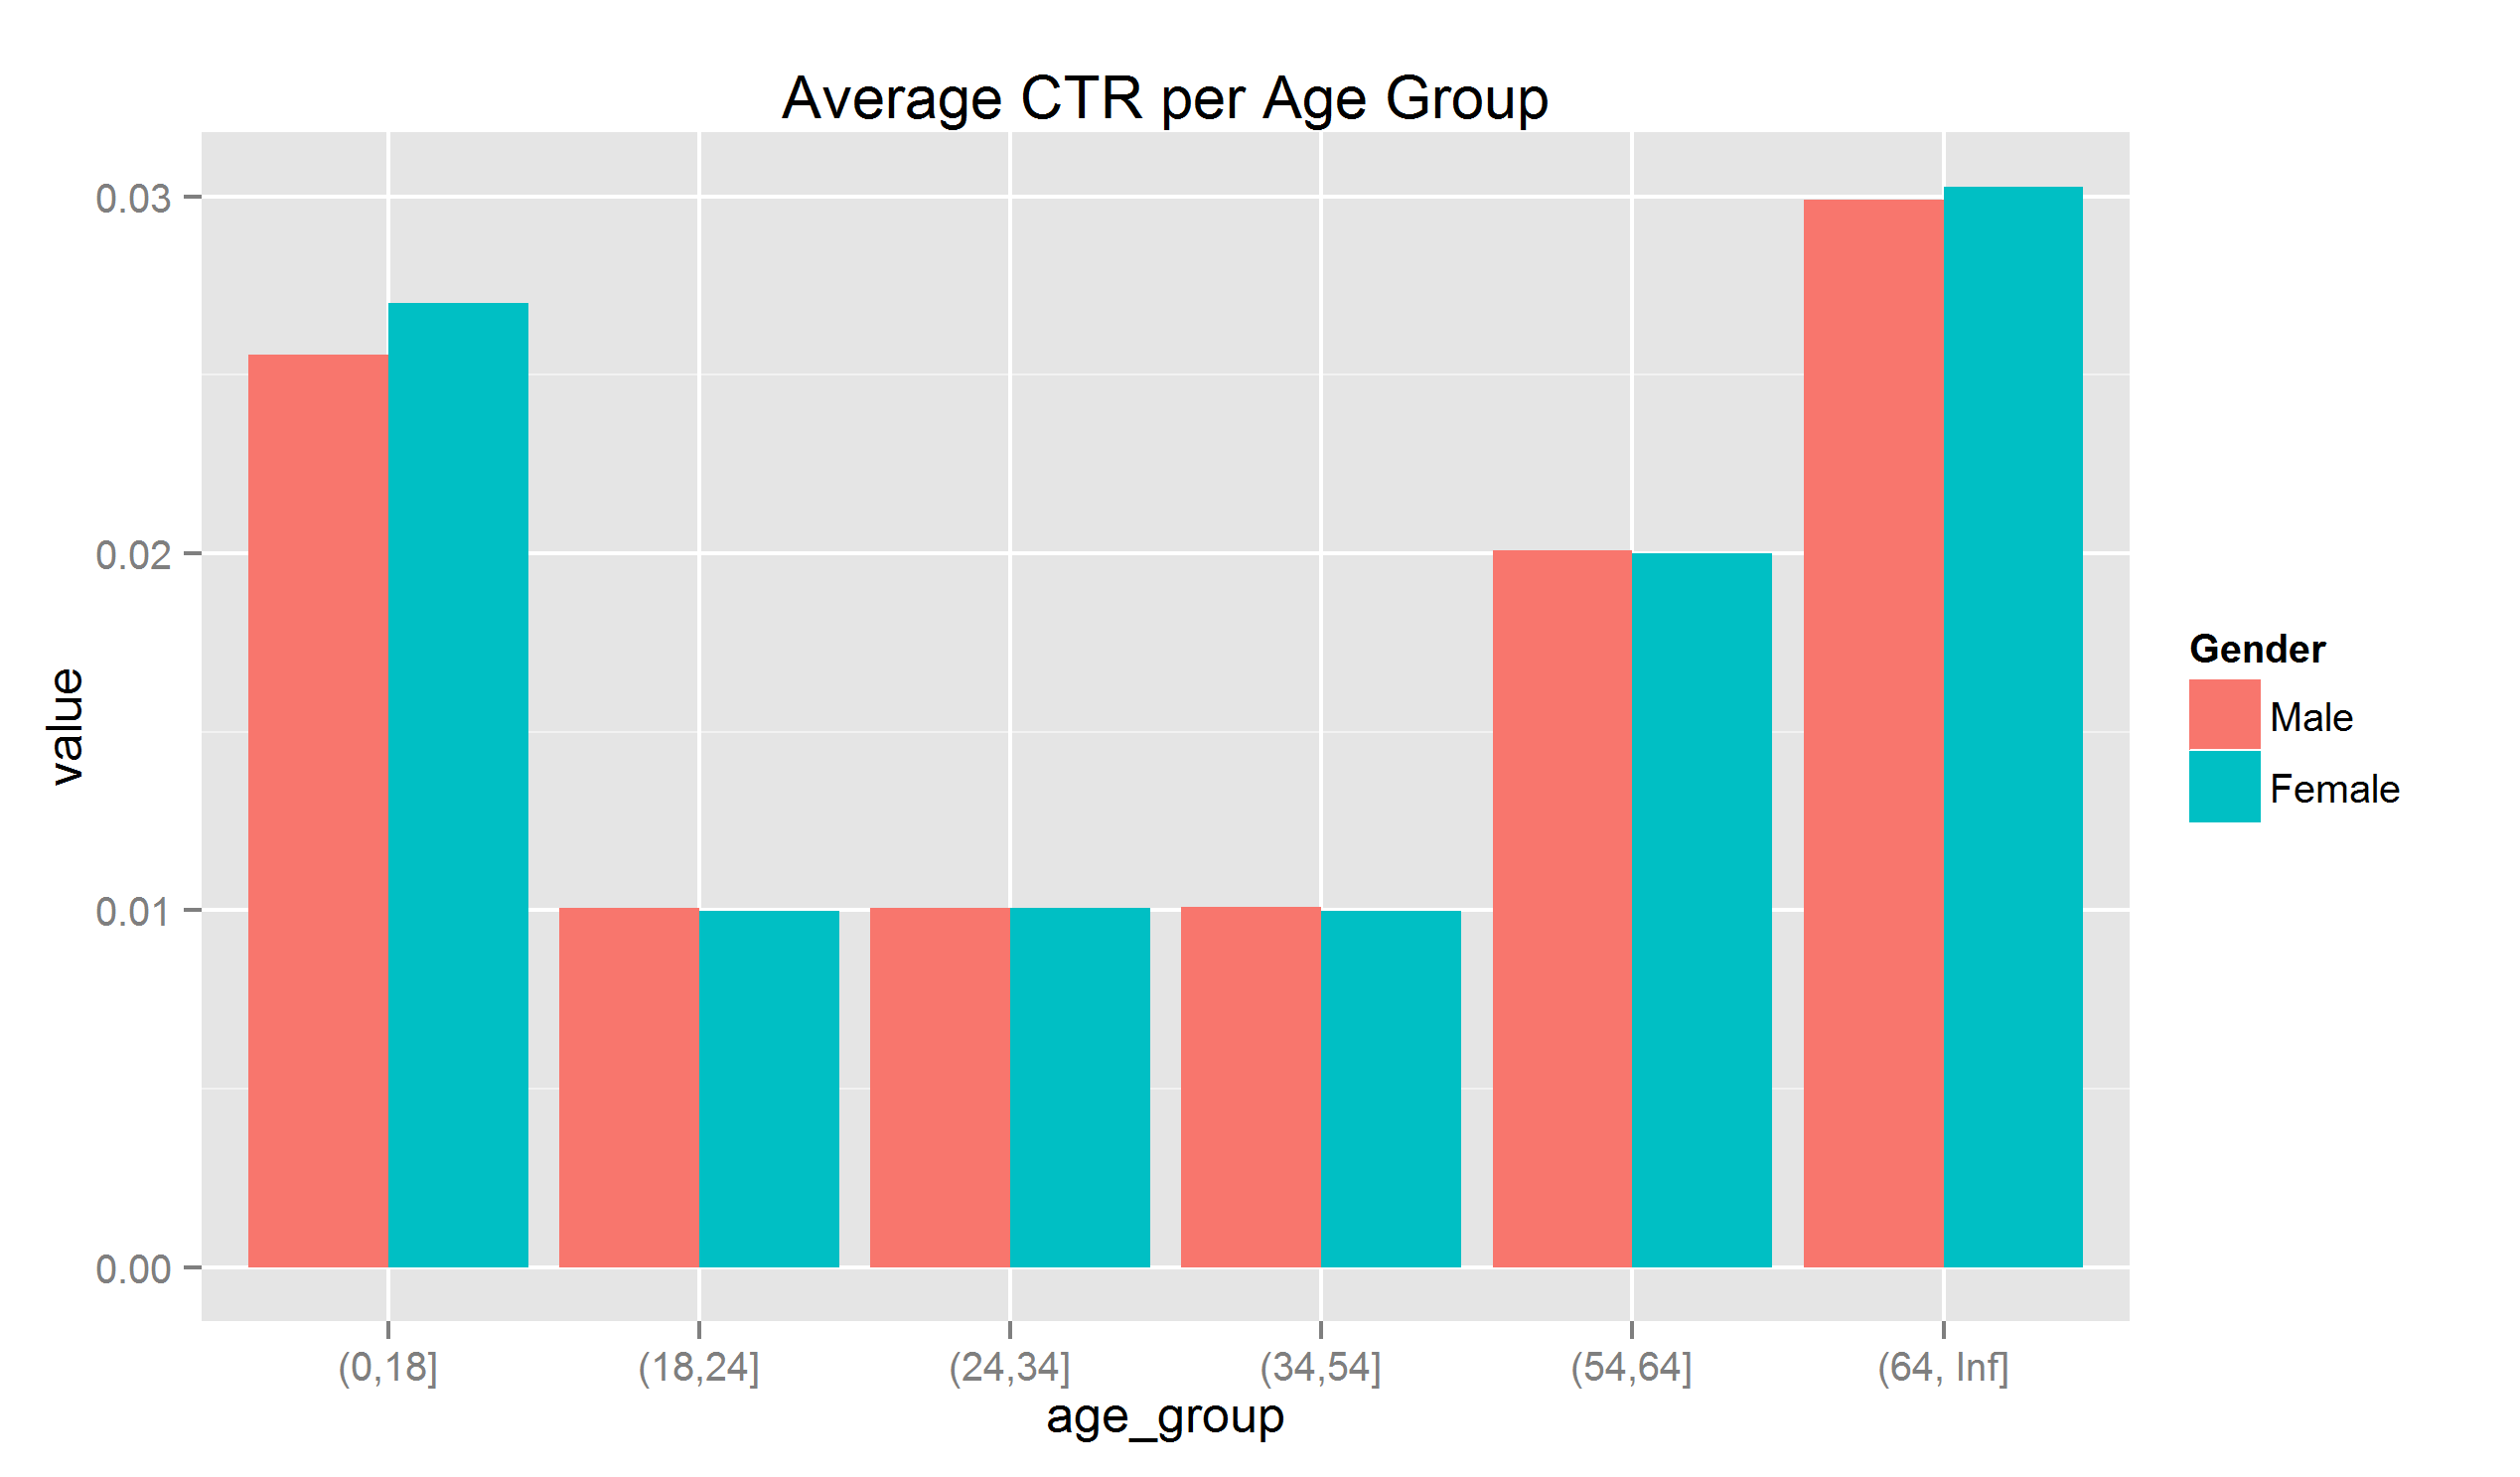 Average CTR per Age Group
value
0.03
0.02
0.01
0.00
(0,18] (18,24] (24,34] (34,54] (54,64] (64, Inf]
age_group
Gender
Male
Female